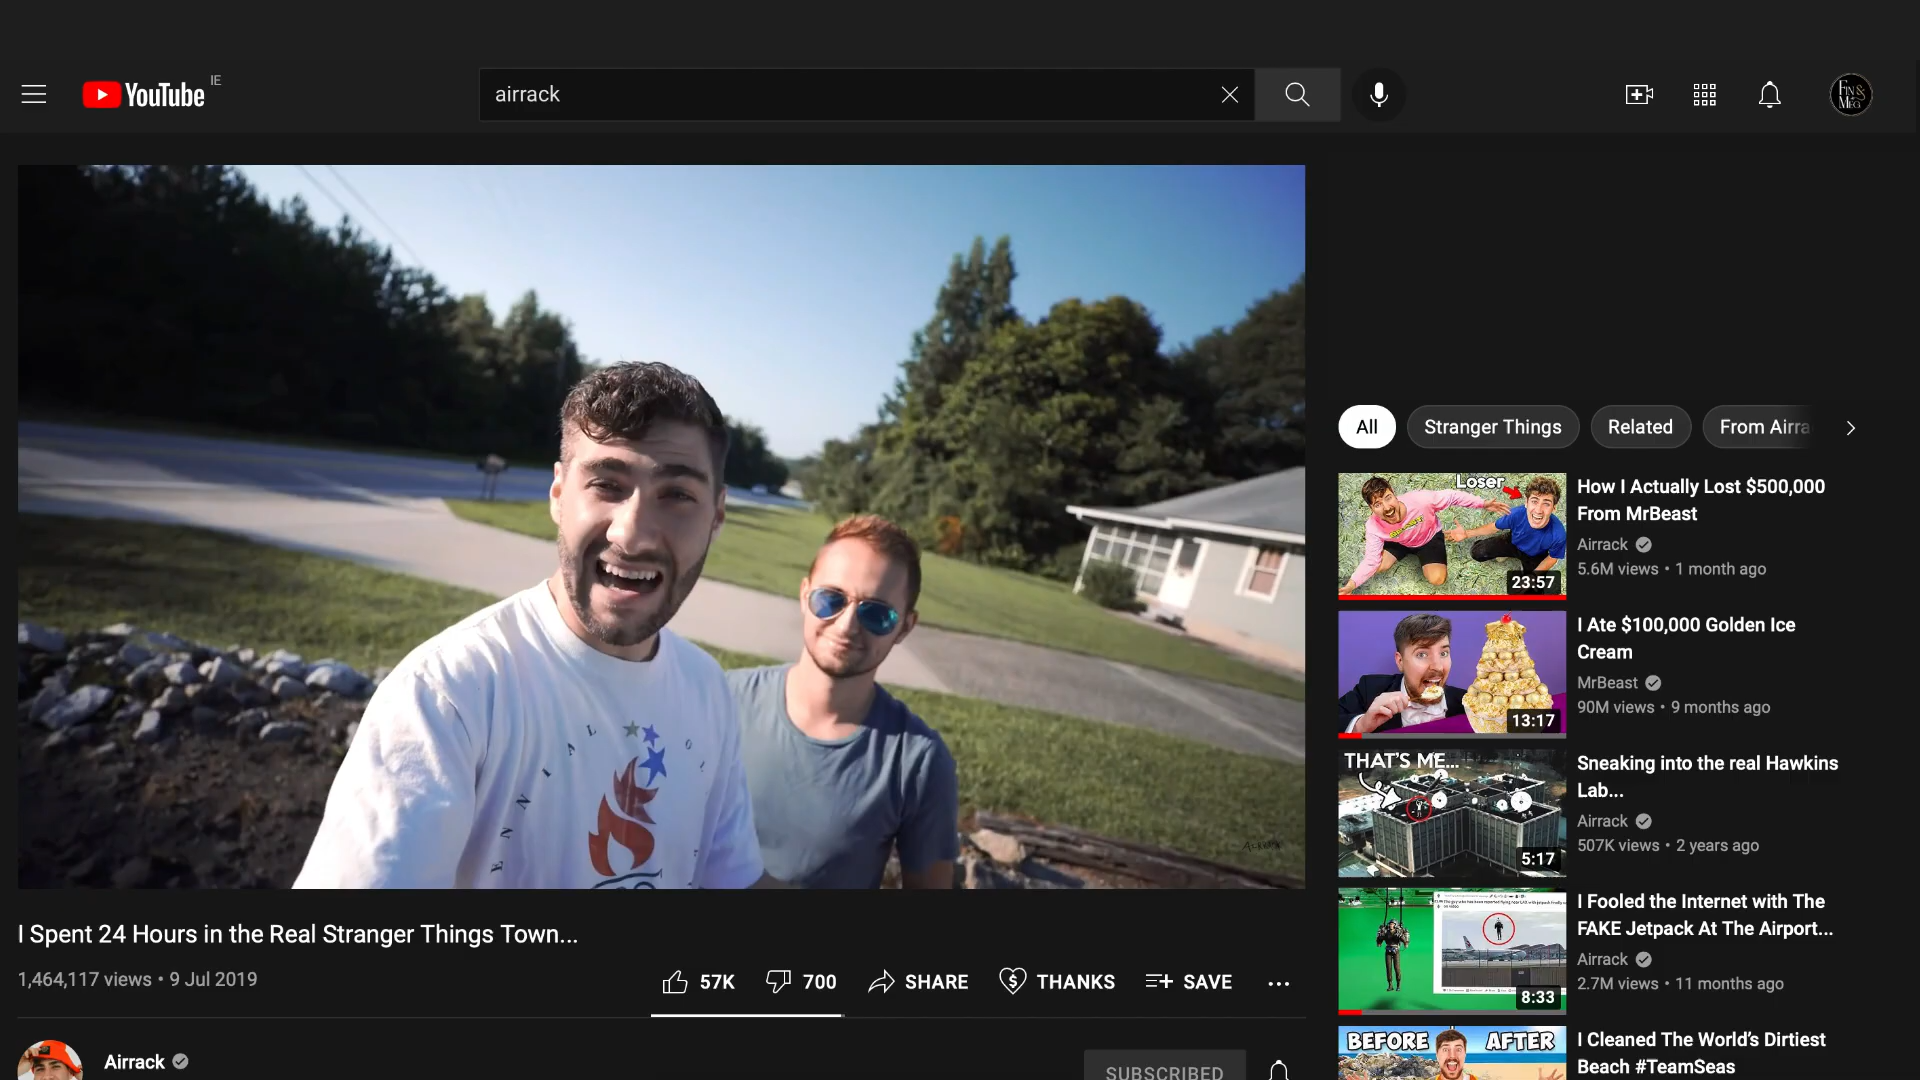 YouTube IE
airrack
FIN &
MEG
ENNIAL OL
Airrack
All
Stranger Things
Related
From Airra
Loser
23:57
How I Actually Lost $500,000
From MrBeast
Airrack
5.6M views • 1 month ago
13:17
I Ate $100,000 Golden Ice
Cream
MrBeast
90M views • 9 months ago
THAT'S ME...
5:17
Sneaking into the real Hawkins
Lab...
Airrack
507K views • 2 years ago
8:33
I Fooled the Internet with The
FAKE Jetpack At The Airport...
Airrack
2.7M views • 11 months ago
BEFORE AFTER
I Cleaned The World's Dirtiest
Beach #TeamSeas
I Spent 24 Hours in the Real Stranger Things Town...
1,464,117 views • 9 Jul 2019
57K
700
SHARE
THANKS
SAVE
Airrack
SUBSCRIBED